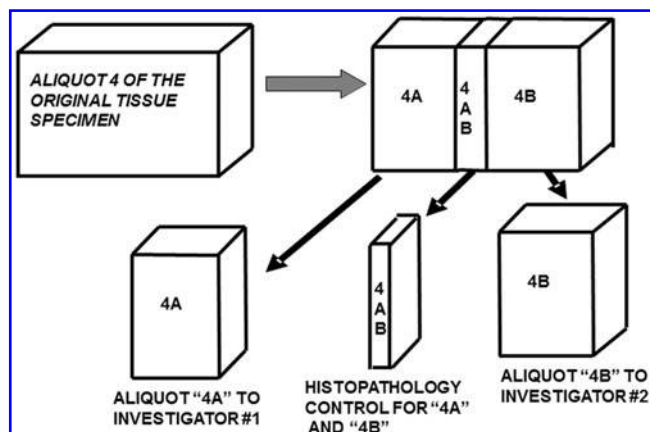 ALIQUOT 4 OF THE
ORIGINAL TISSUE
SPECIMEN
4A
4
A
B
4B
4A
4
A
B
4B
ALIQUOT “4A” TO
INVESTIGATOR #1
HISTOPATHOLOGY
CONTROL FOR “4A”
AND “4B”
ALIQUOT “4B” TO
INVESTIGATOR #2